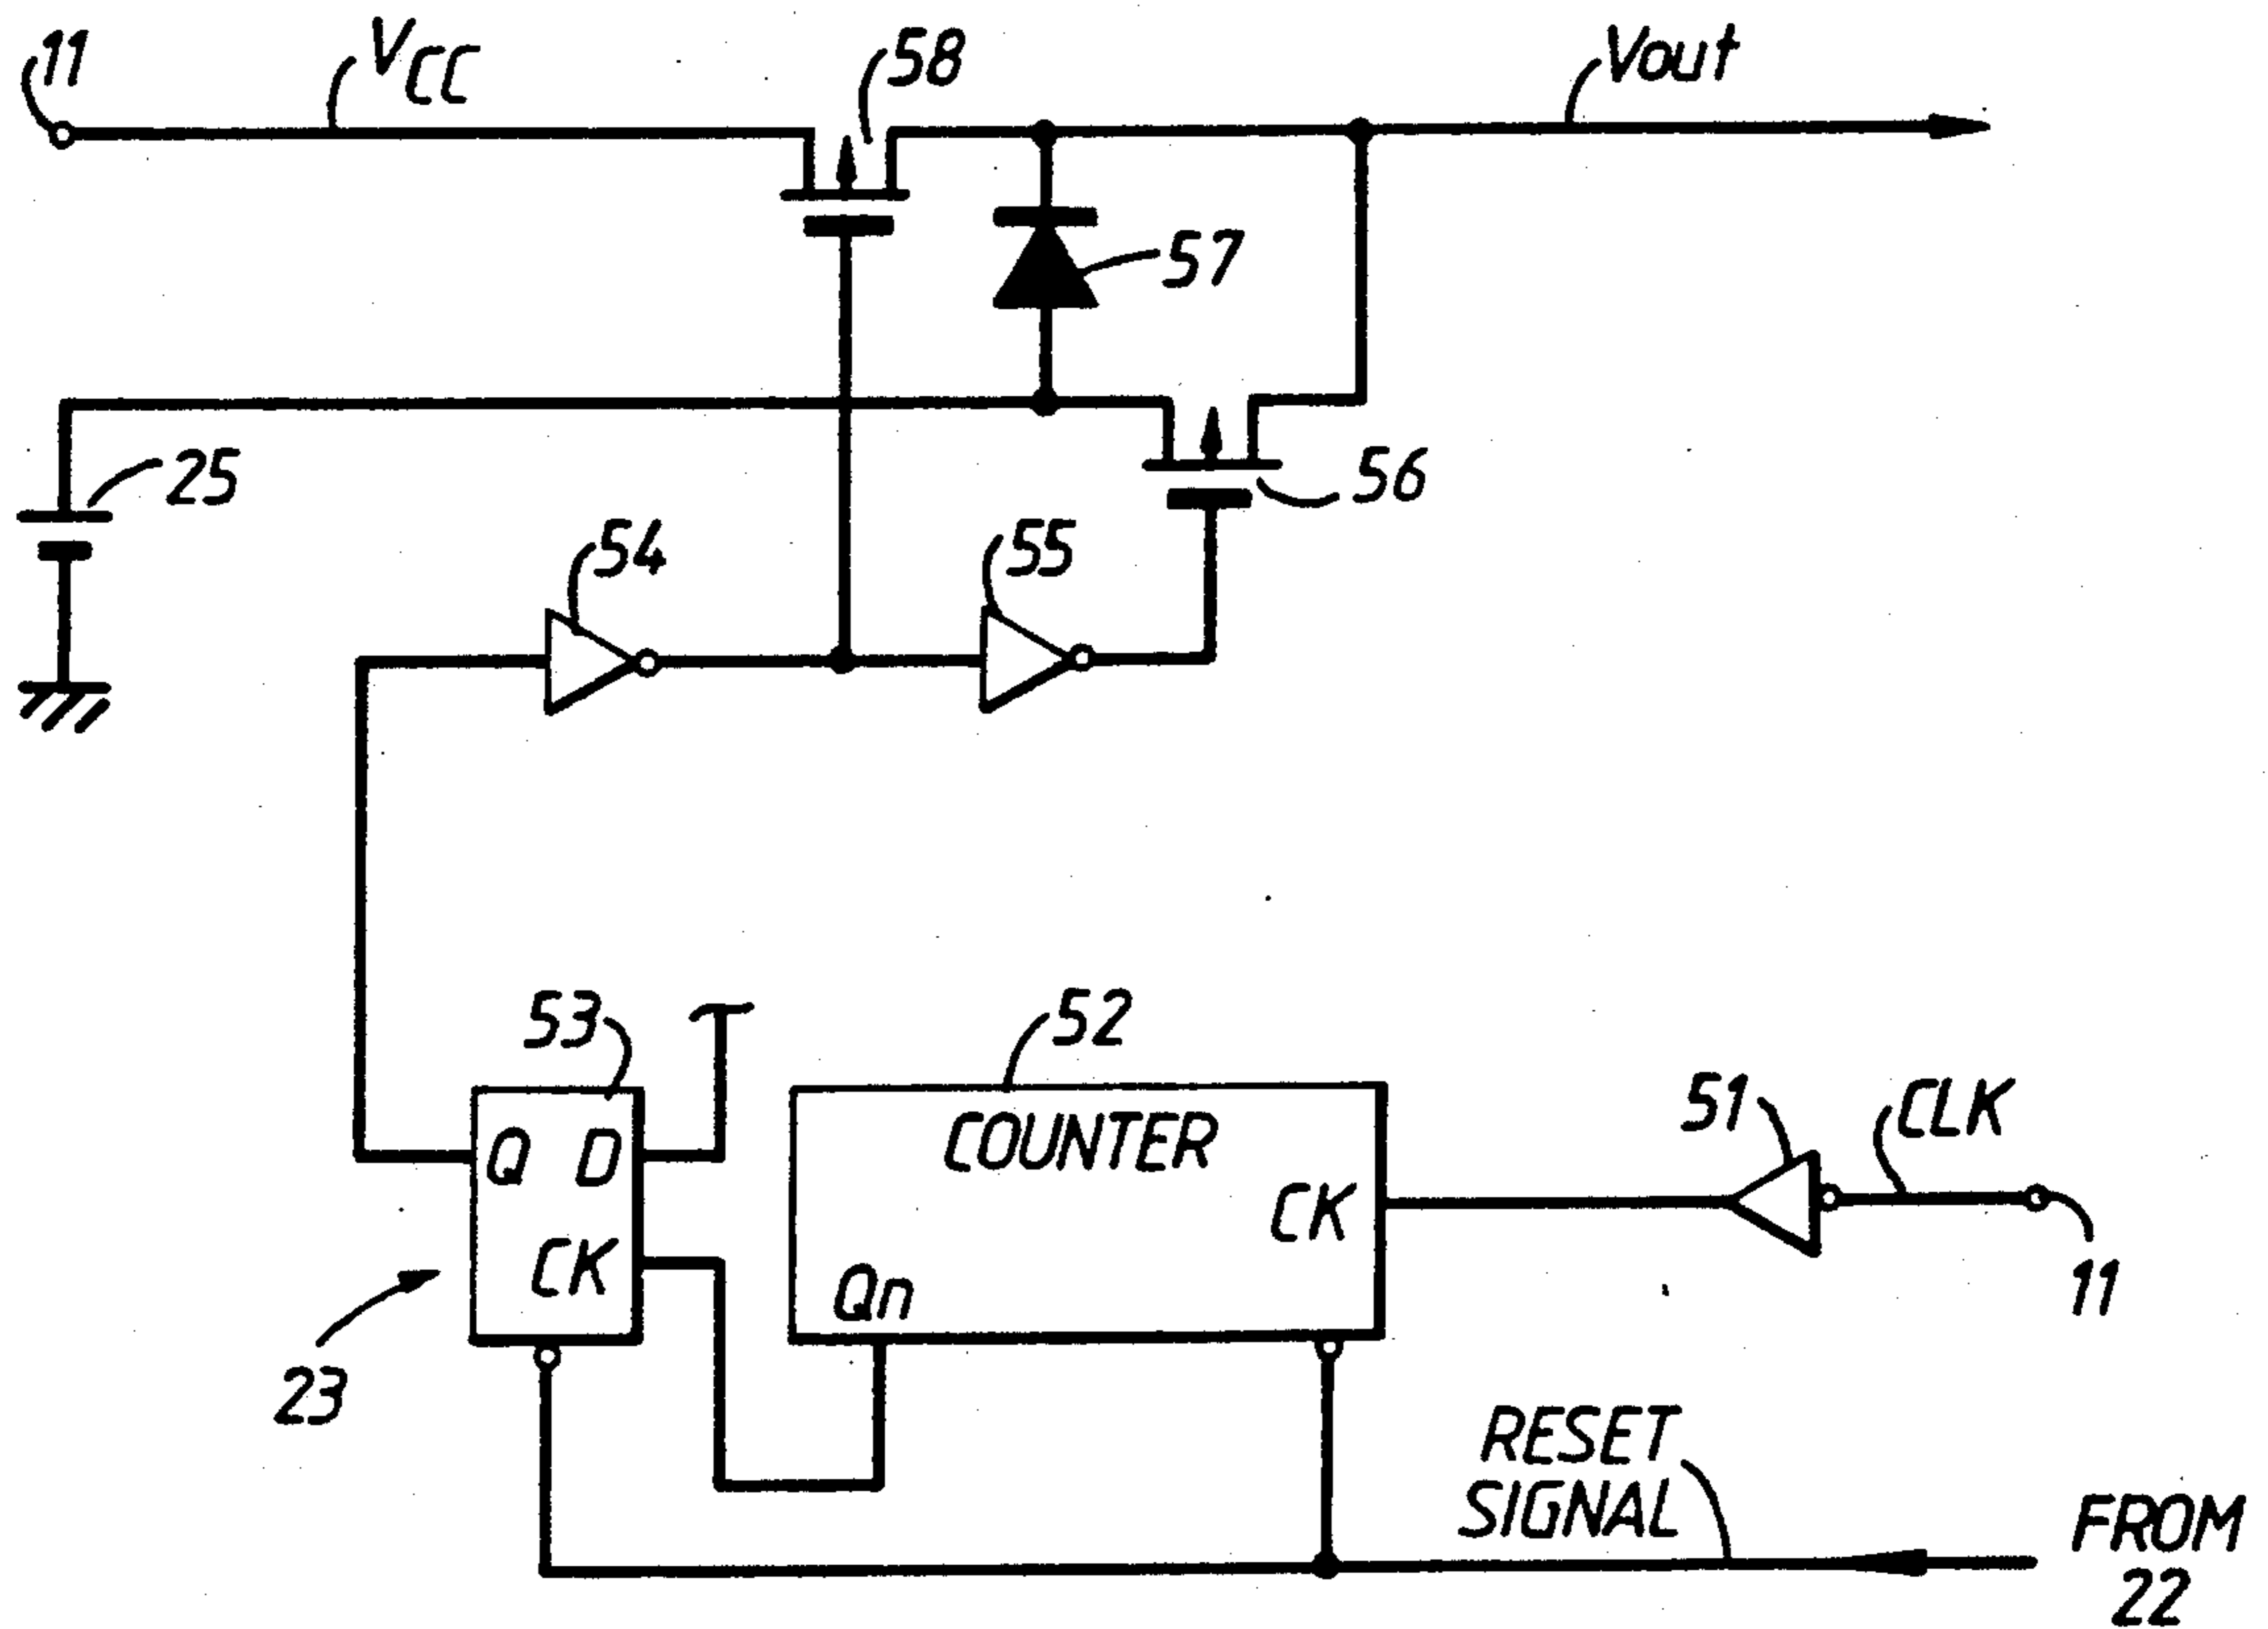 11
VCC
58
Vout
57
25
56
54
55
53
52
51
CLK
Q D
COUNTER
CK
CK
Qn
11
23
RESET
SIGNAL
FROM
22